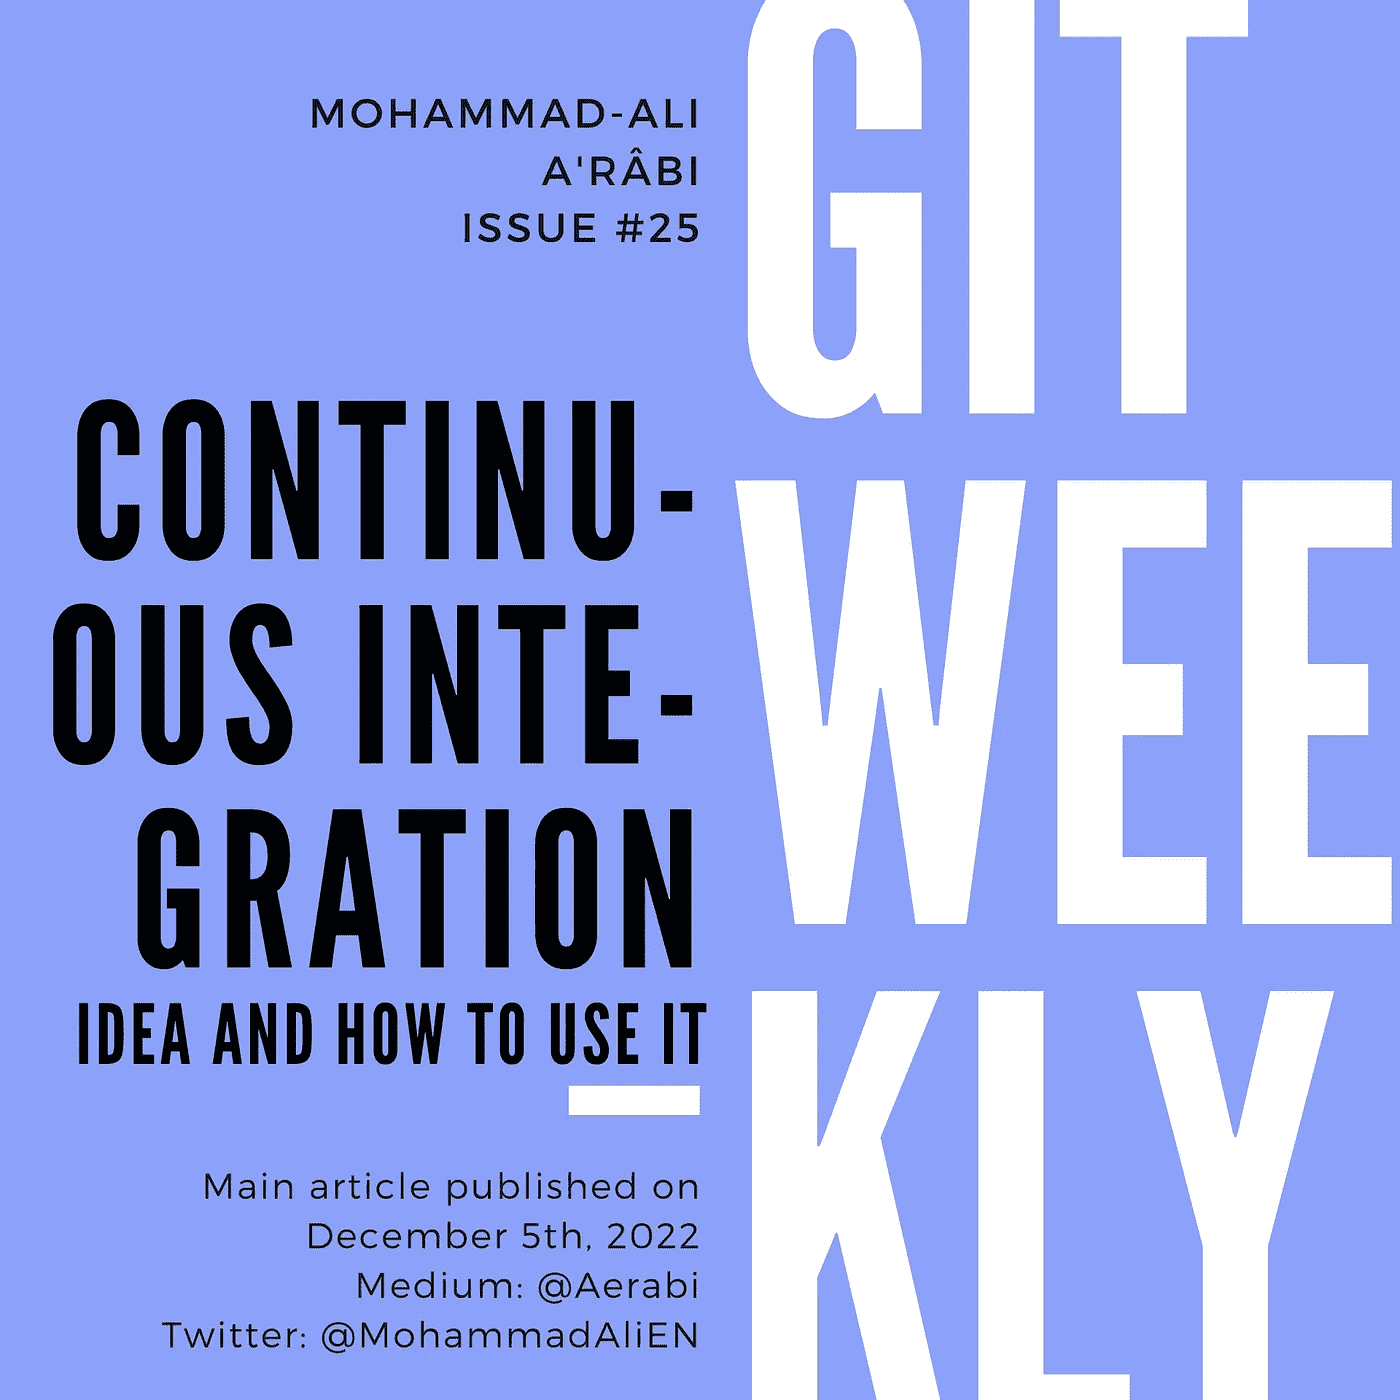 MOHAMMAD-ALI
A'RÂBI
ISSUE #25
CONTINU-
OUS INTE-
GRATION
IDEA AND HOW TO USE IT
Main article published on
December 5th, 2022
Medium: @Aerabi
Twitter: @MohammadAliEN
GIT
WEE
KLY